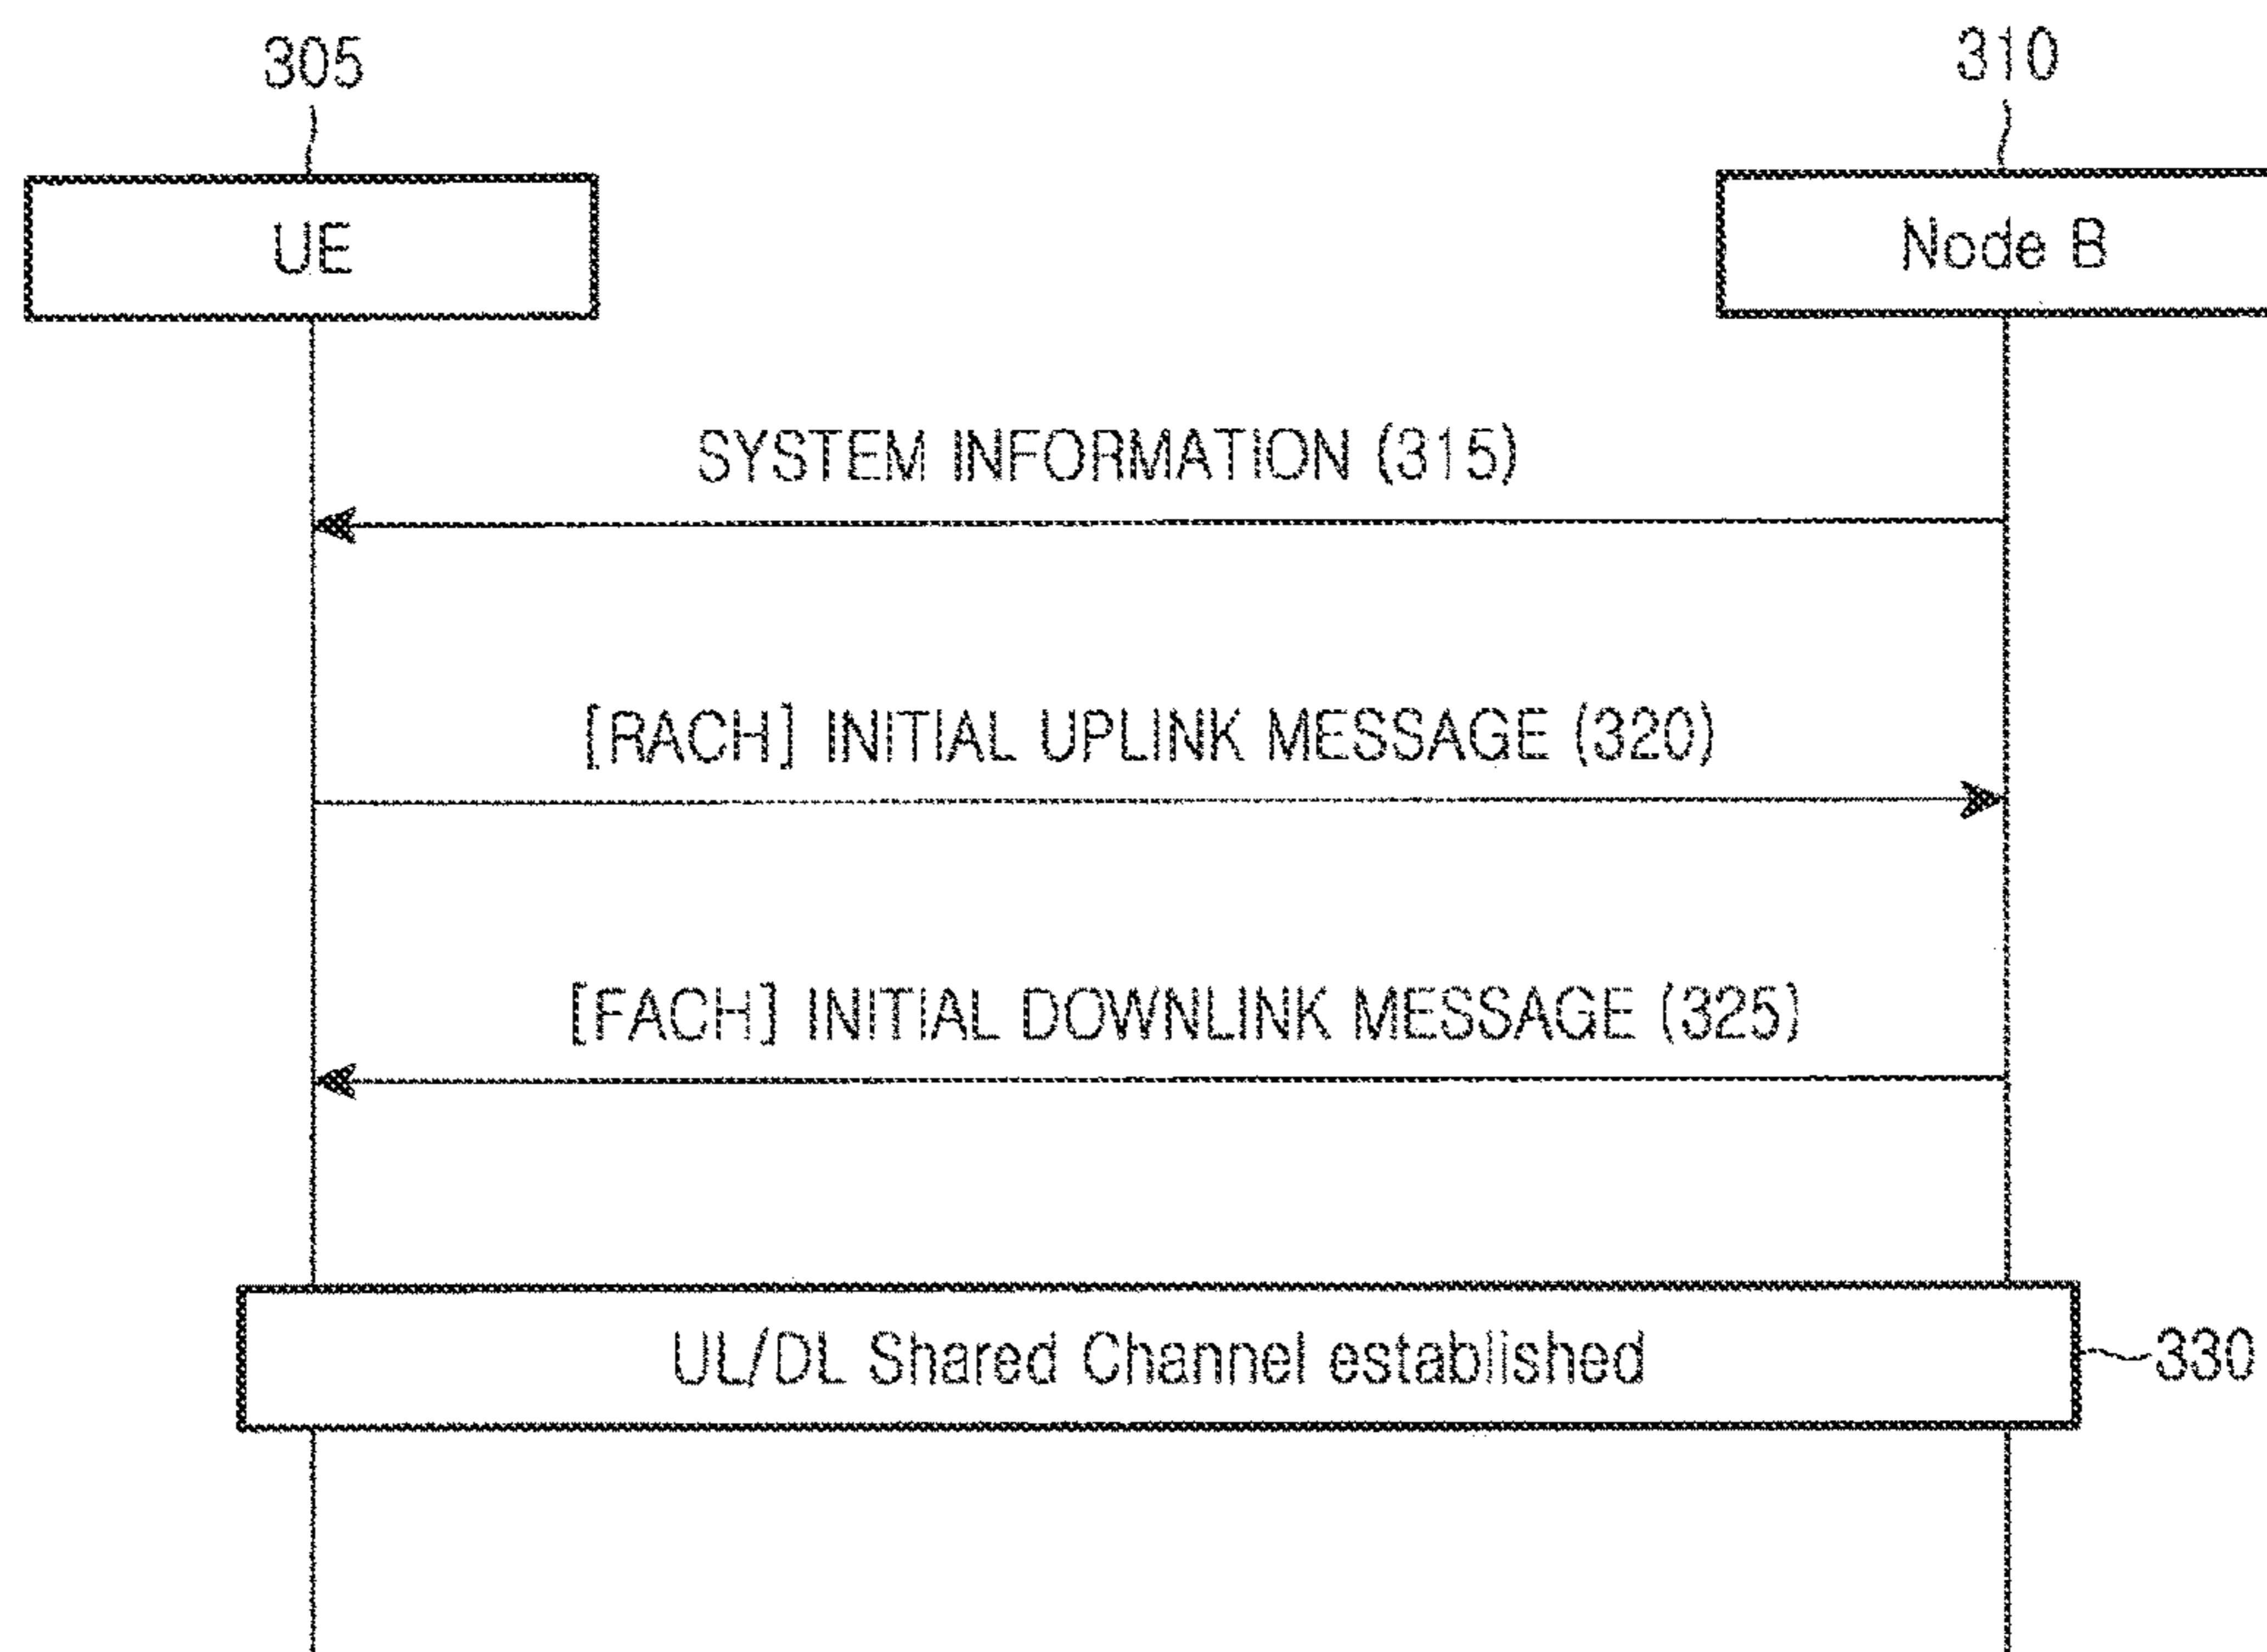 305
310
UE
Node B
SYSTEM INFORMATION (315)
[RACH] INITIAL UPLINK MESSAGE (320)
[FACH] INITIAL DOWNLINK MESSAGE (325)
UL/DL Shared Channel established
330